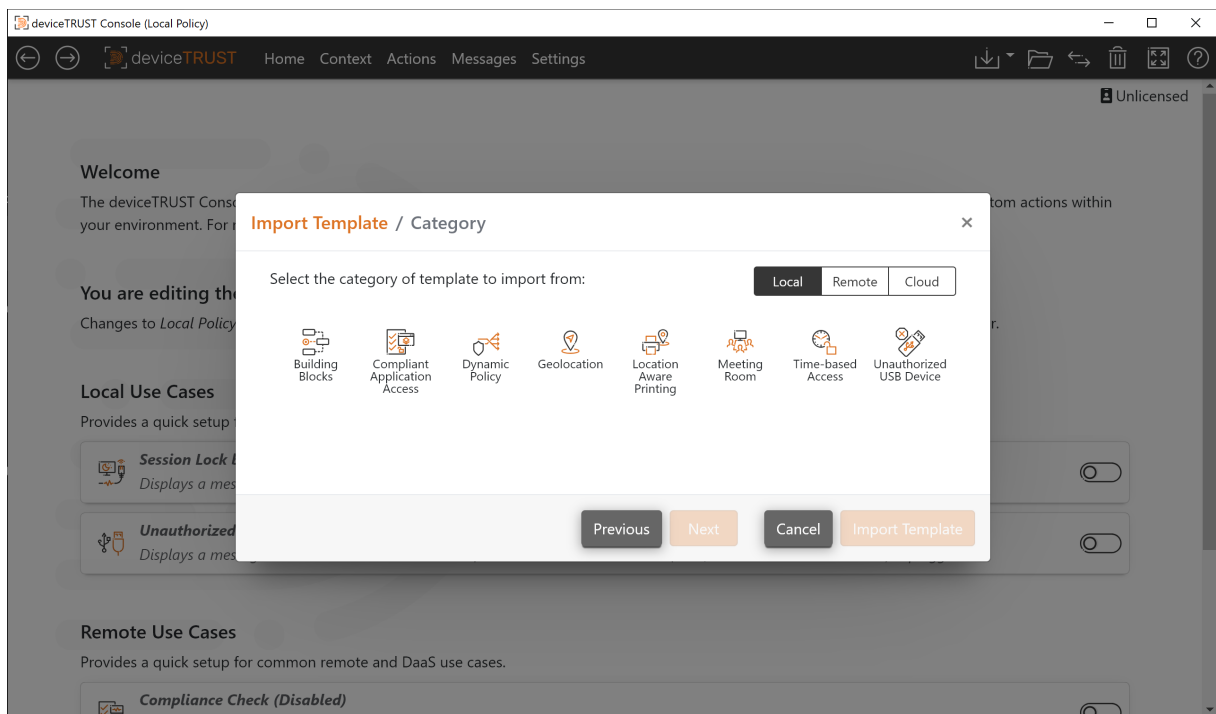 deviceTRUST Console (Local Policy)
deviceTRUST Home Context Actions Messages Settings
Unlicensed
Welcome
The deviceTRUST tom actions within
your environment. For
You are editing the
Changes to Local Policy r.
Local Use Cases
Provides a quick setup
Session Lock
Displays a mes
Unauthorized
Displays a mes
Import Template / Category
Select the category of template to import from:
Local Remote Cloud
Building
Blocks
Compliant
Application
Access
Dynamic
Policy
Geolocation
Location
Aware
Printing
Meeting
Room
Time-based
Access
Unauthorized
USB Device
Previous Next Cancel Import Template
Remote Use Cases
Provides a quick setup for common remote and DaaS use cases.
Compliance Check (Disabled)